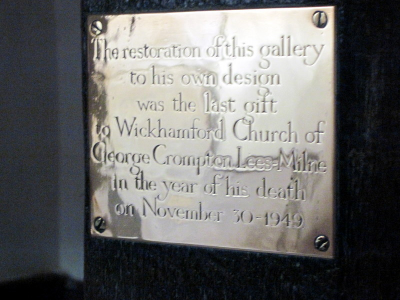 The restoration of this gallery
to his own design
was the last gift
to Wickhamford Church of
George Crompton Lees-Milne
in the year of his death
on November 30-1949